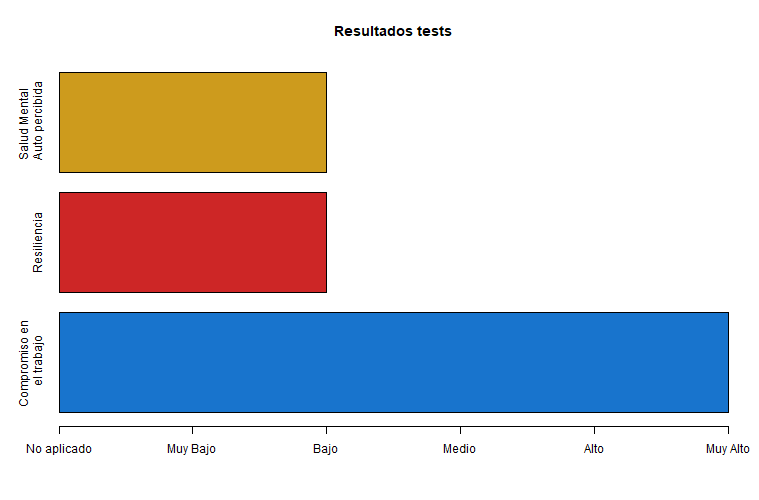 Resultados tests
Salud Mental
Auto percibida
Resiliencia
Compromiso en
el trabajo
No aplicado
Muy Bajo
Bajo
Medio
Alto
Muy Alto